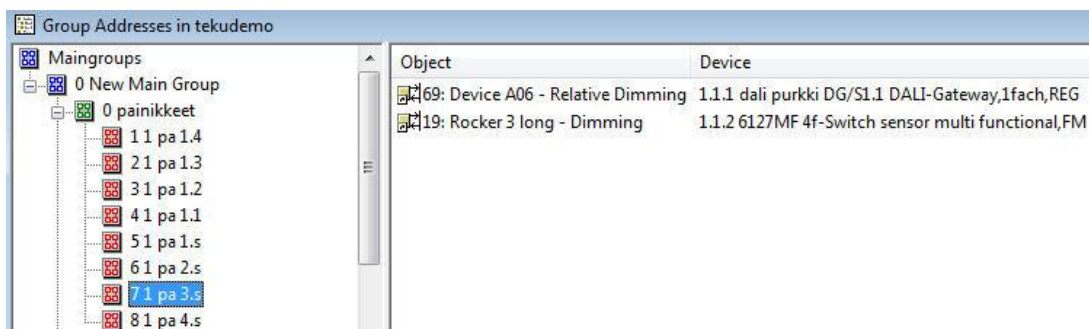 Group Addresses in tekudemo
Maingroups
0 New Main Group
0 painikkeet
1 1 pa 1.4
2 1 pa 1.3
3 1 pa 1.2
4 1 pa 1.1
5 1 pa 1.s
6 1 pa 2.s
7 1 pa 3.s
8 1 pa 4.s
Object Device
69: Device A06 - Relative Dimming 1.1.1 dali purkki DG/S1.1 DALI-Gateway,1fach,REG
19: Rocker 3 long - Dimming 1.1.2 6127MF 4f-Switch sensor multi functional,FM